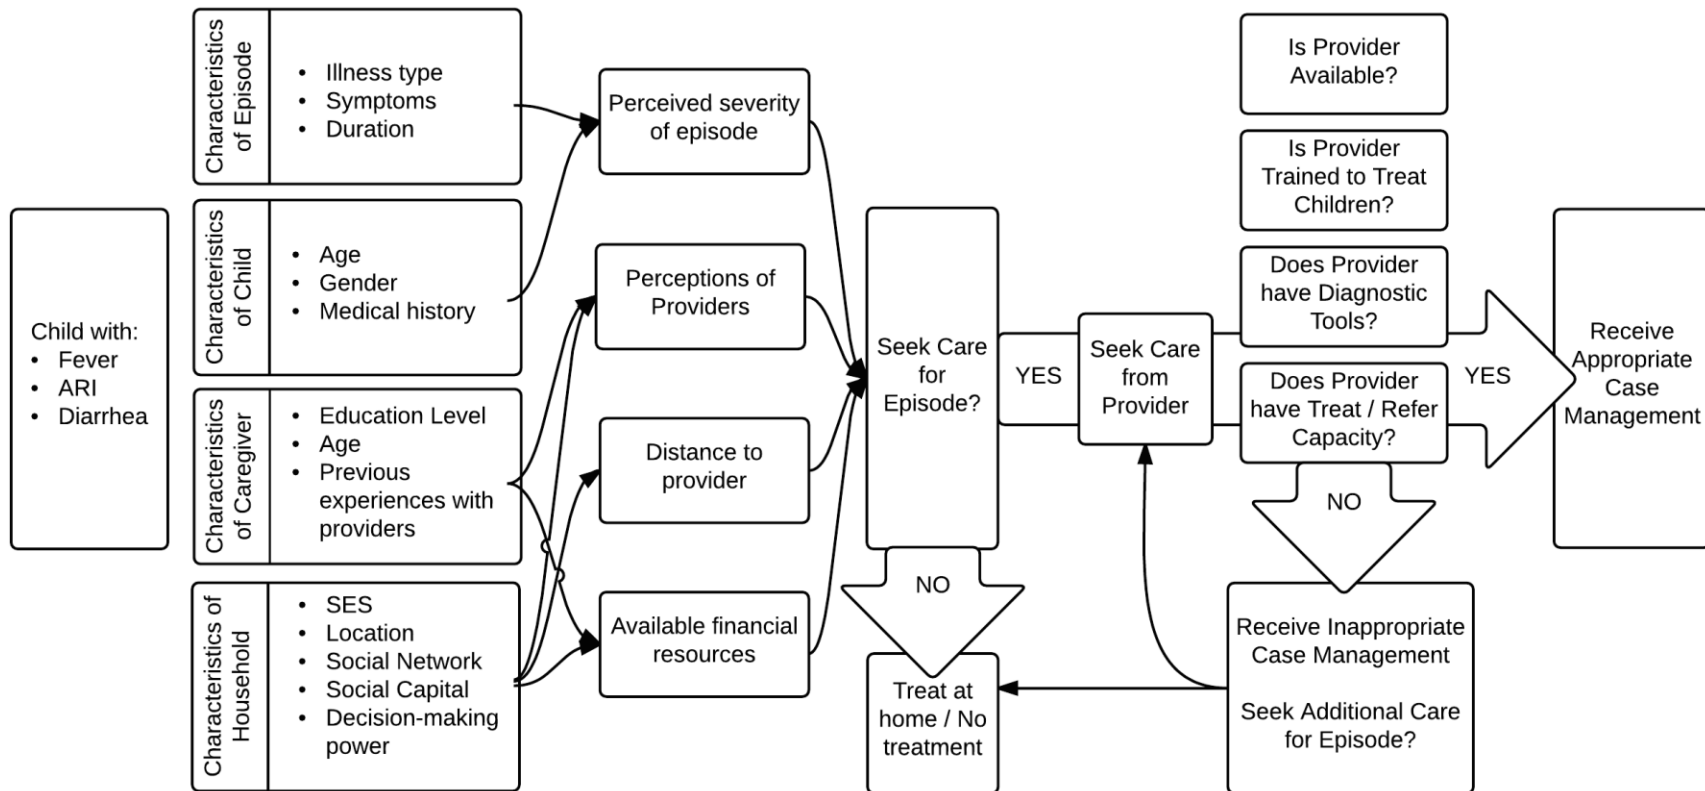 Child with:
• Fever
• ARI
• Diarrhea
Characteristics
of Episode
• Illness type
• Symptoms
• Duration
Characteristics
of Child
• Age
• Gender
• Medical history
Characteristics
of Caregiver
• Education Level
• Age
• Previous
experiences with
providers
Characteristics of
Household
• SES
• Location
• Social Network
• Social Capital
• Decision-making
power
Perceived severity
of episode
Perceptions of
Providers
Distance to
provider
Available financial
resources
Seek Care
for
Episode?
YES
NO
Treat at
home / No
treatment
Seek Care
from
Provider
Is Provider
Available?
Is Provider
Trained to Treat
Children?
Does Provider
have Diagnostic
Tools?
Does Provider
have Treat / Refer
Capacity?
YES
NO
Receive Inappropriate
Case Management
Seek Additional Care
for Episode?
Receive
Appropriate
Case
Management